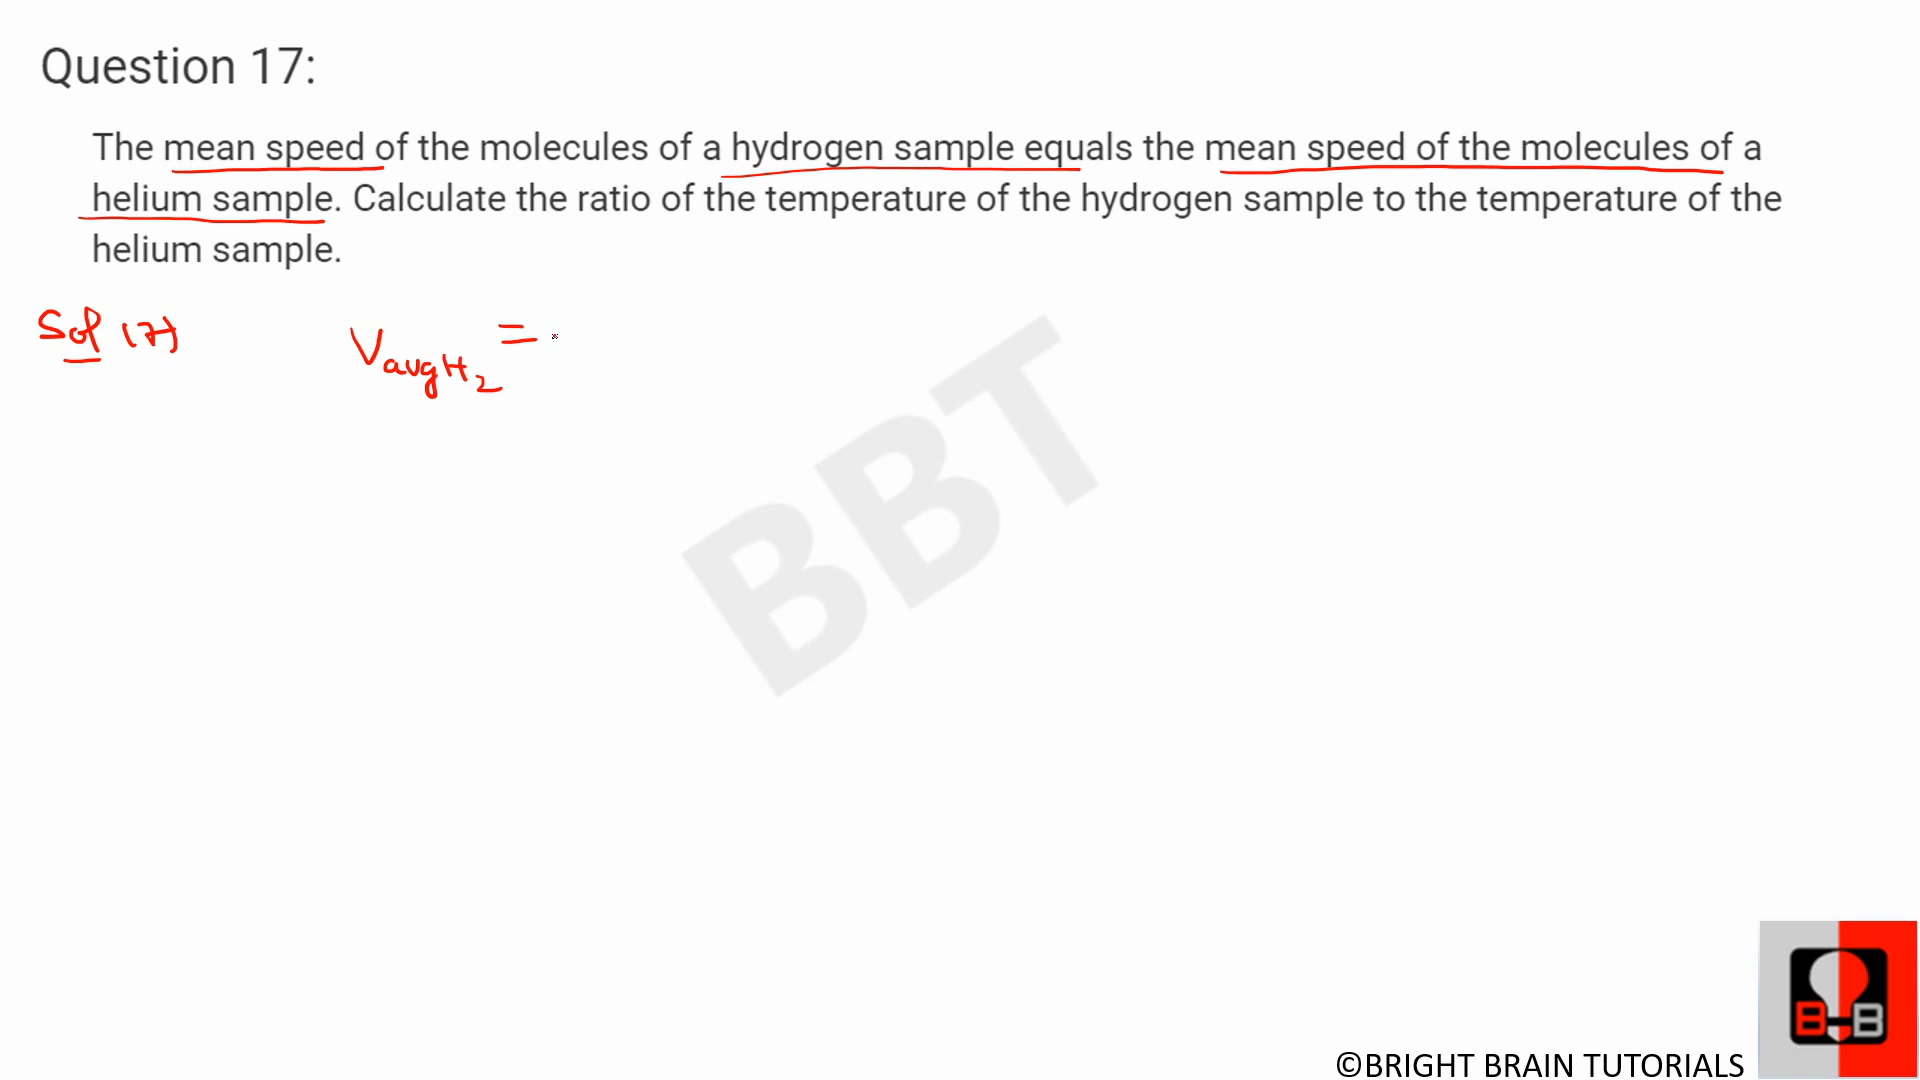 Question 17:
The mean speed of the molecules of a hydrogen sample equals the mean speed of the molecules of a
helium sample. Calculate the ratio of the temperature of the hydrogen sample to the temperature of the
helium sample.
Sol (7) V avg H2 =
BBT
B B
©BRIGHT BRAIN TUTORIALS